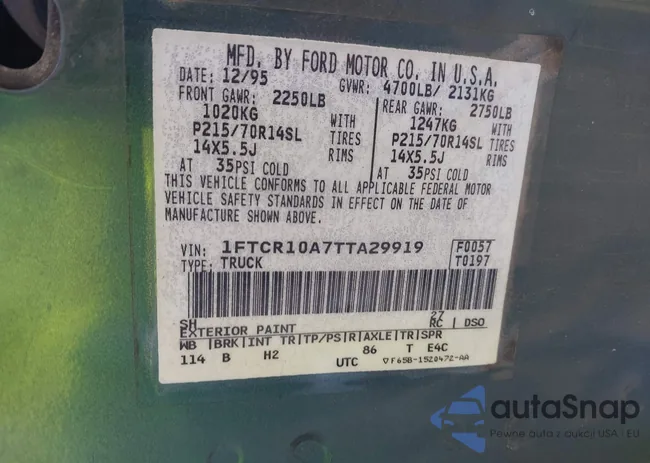 MFD. BY FORD MOTOR CO. IN U.S.A.
DATE: 12/95 GVWR: 4700LB/ 2131KG
FRONT GAWR: 2250LB REAR GAWR: 2750LB
1020KG WITH 1247KG WITH
P215/70R14SL TIRES P215/70R14SL TIRES
14X5.5J RIMS 14X5.5J RIMS
AT 35PSI COLD AT 35PSI COLD
THIS VEHICLE CONFORMS TO ALL APPLICABLE FEDERAL MOTOR
VEHICLE SAFETY STANDARDS IN EFFECT ON THE DATE OF
MANUFACTURE SHOWN ABOVE.
VIN: 1FTCR10A7TTA29919 F0057
TYPE: TRUCK T0197
SH 27
EXTERIOR PAINT RC | DSO
WB |BRK|INT TR|TP/PS|R|AXLE|TR|SPR
114 B H2 86 T E4C
UTC ▽F65B-1520472-AA
autaSnap
Pewne auta z aukcji USA - EU